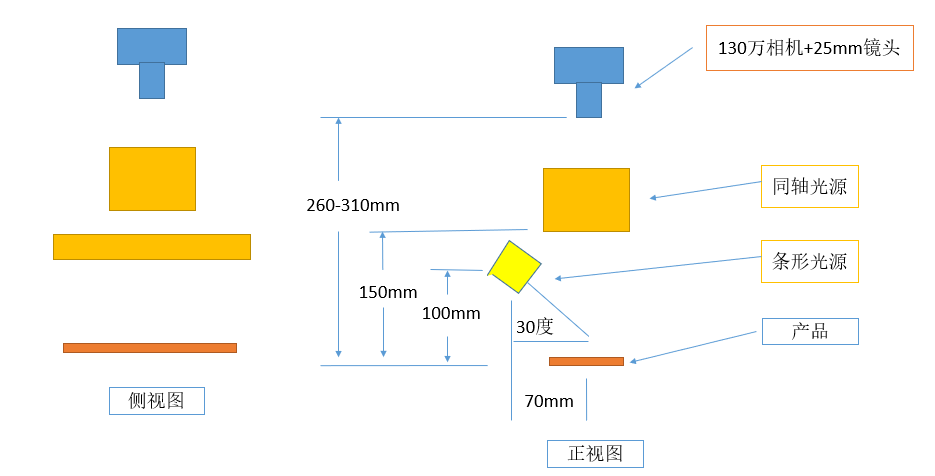 130万相机+25mm镜头
同轴光源
260-310mm
条形光源
150mm
100mm
30度
产品
侧视图
70mm
正视图